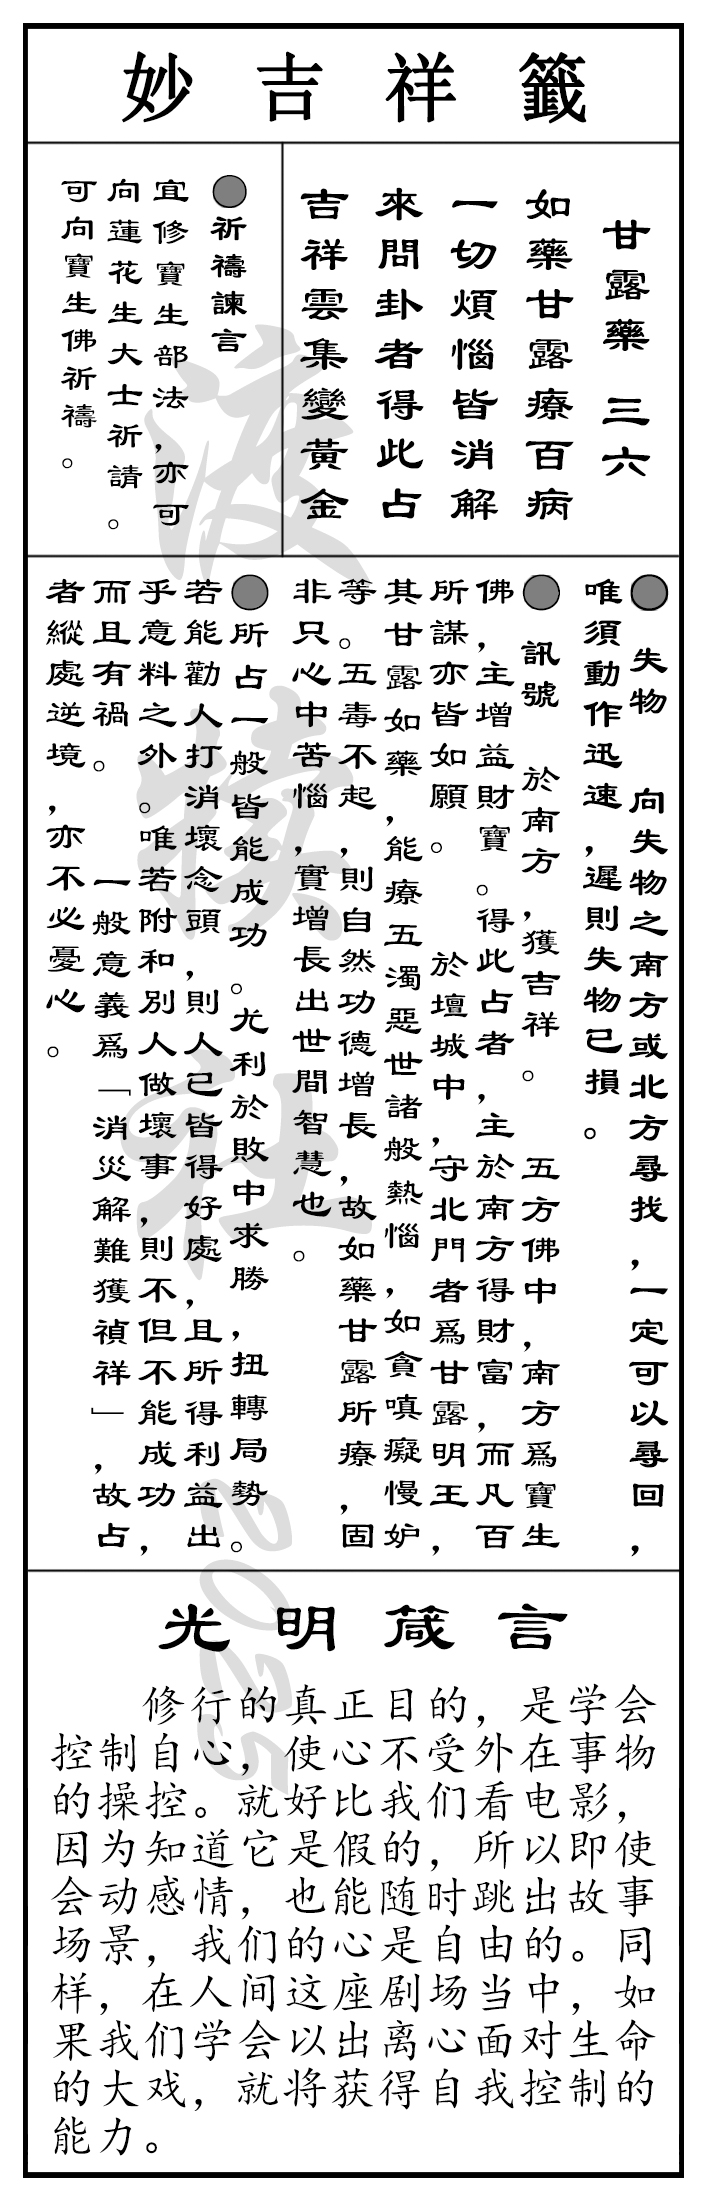 妙吉祥籤
甘露藥 三六
如藥甘露療百病
一切煩惱皆消解
來問卦者得此占
吉祥雲集變黃金
●祈禱諫言
宜修寶生部法，亦可
向蓮花生大士祈請。
可向寶生佛祈禱。
●失物 向失物之南方或北方尋找，一定可以尋回，
唯須動作迅速，遲則失物已損。
●訊號 於南方，獲吉祥。 五方佛中，南方爲寶生
佛，主增益財寶。得此占者，主於南方得財富，而凡百
所謀亦皆如願。 於壇城中，守北門者爲甘露明王，
其甘露如藥，能療五濁惡世諸般熱惱，如貪嗔癡慢妒
等。五毒不起，則自然功德增長，故如藥甘露所療，固
非只心中苦惱，實增長出世間智慧也。
●所占一般皆能成功。尤利於敗中求勝，扭轉局勢。
若能勸人打消壞念頭，則人己皆得好處，且所得利益出
乎意料之外。唯若附和別人做壞事，則不但不能成功，
而且有禍。 一般意義爲「消災解難獲禎祥」，故占
者縱處逆境，亦不必憂心。
光明箴言
修行的真正目的，是学会
控制自心，使心不受外在事物
的操控。就好比我们看电影，
因为知道它是假的，所以即使
会动感情，也能随时跳出故事
场景，我们的心是自由的。同
样，在人间这座剧场当中，如
果我们学会以出离心面对生命
的大戏，就将获得自我控制的
能力。
2025